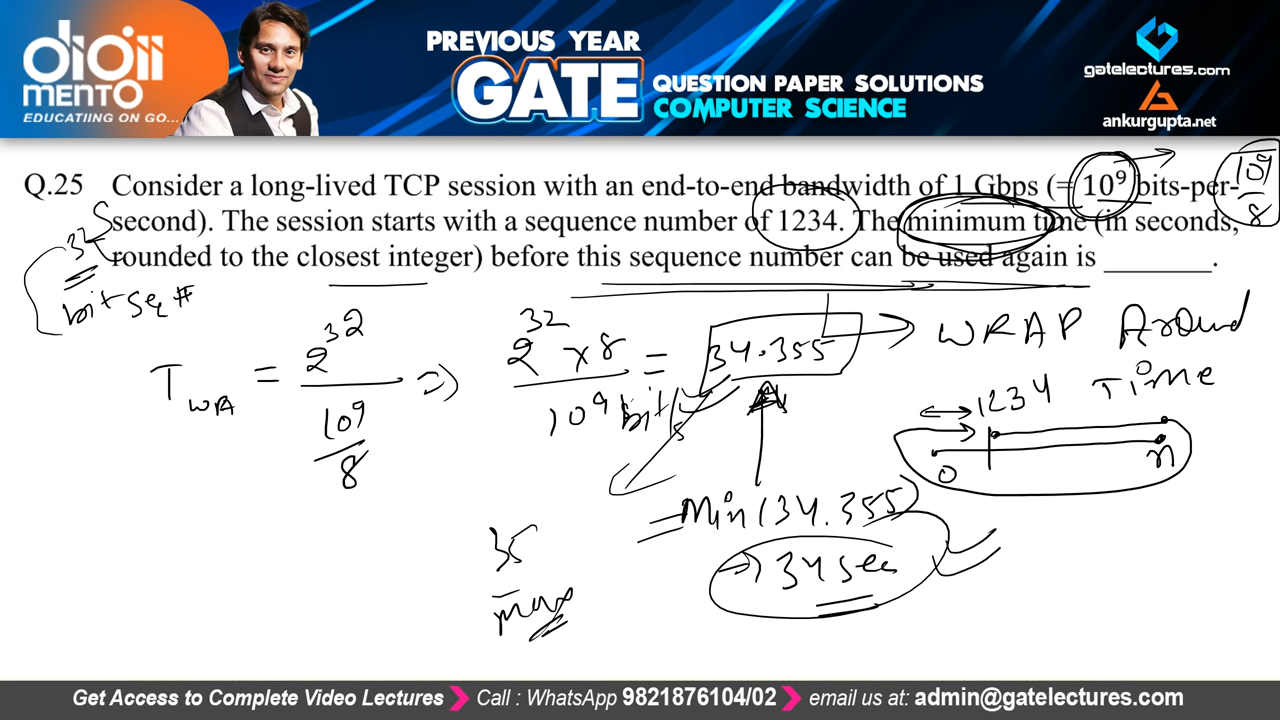 dioji
mento
EDUCATIING ON GO...
PREVIOUS YEAR
GATE
QUESTION PAPER SOLUTIONS
COMPUTER SCIENCE
gatelectures.com
ankurgupta.net
Q.25 Consider a long-lived TCP session with an end-to-end bandwidth of 1 Gbps (= 10⁹ bits-per-
second). The session starts with a sequence number of 1234. The minimum time (in seconds,
rounded to the closest integer) before this sequence number can be used again is ________.
10⁹/8
32
bit Seq #
T_WA = 2³² / (10⁹/8) => 2³² x 8 / 10⁹ bit/s = 34.355 → WRAP Around
Time
1234
0 n
= Min(34.355)
→ 34 sec
35
max
Get Access to Complete Video Lectures Call : WhatsApp 9821876104/02 email us at: admin@gatelectures.com